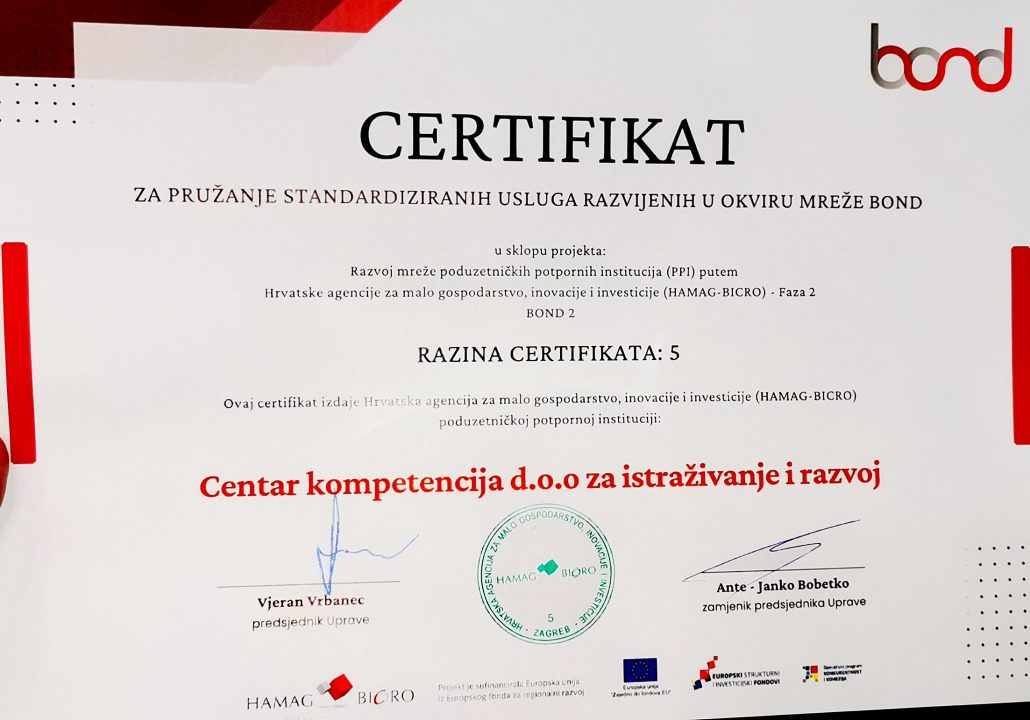 bond
CERTIFIKAT
ZA PRUŽANJE STANDARDIZIRANIH USLUGA RAZVIJENIH U OKVIRU MREŽE BOND
u sklopu projekta:
Razvoj mreže poduzetničkih potpornih institucija (PPI) putem
Hrvatske agencije za malo gospodarstvo, inovacije i investicije (HAMAG-BICRO) - Faza 2
BOND 2
RAZINA CERTIFIKATA: 5
Ovaj certifikat izdaje Hrvatska agencija za malo gospodarstvo, inovacije i investicije (HAMAG-BICRO)
poduzetničkoj potpornoj instituciji:
Centar kompetencija d.o.o za istraživanje i razvoj
HRVATSKA AGENCIJA ZA MALO GOSPODARSTVO, INOVACIJE I INVESTICIJE
HAMAG BICRO
5
ZAGREB
Vjeran Vrbanec
predsjednik Uprave
Ante - Janko Bobetko
zamjenik predsjednika Uprave
HAMAG BICRO
Projekt je sufinancirala Europska unija
iz Europskog fonda za regionalni razvoj
Europska unija
"Zajedno do fondova EU"
EUROPSKI STRUKTURNI
I INVESTICIJSKI FONDOVI
Operativni program
KONKURENTNOST
I KOHEZIJA